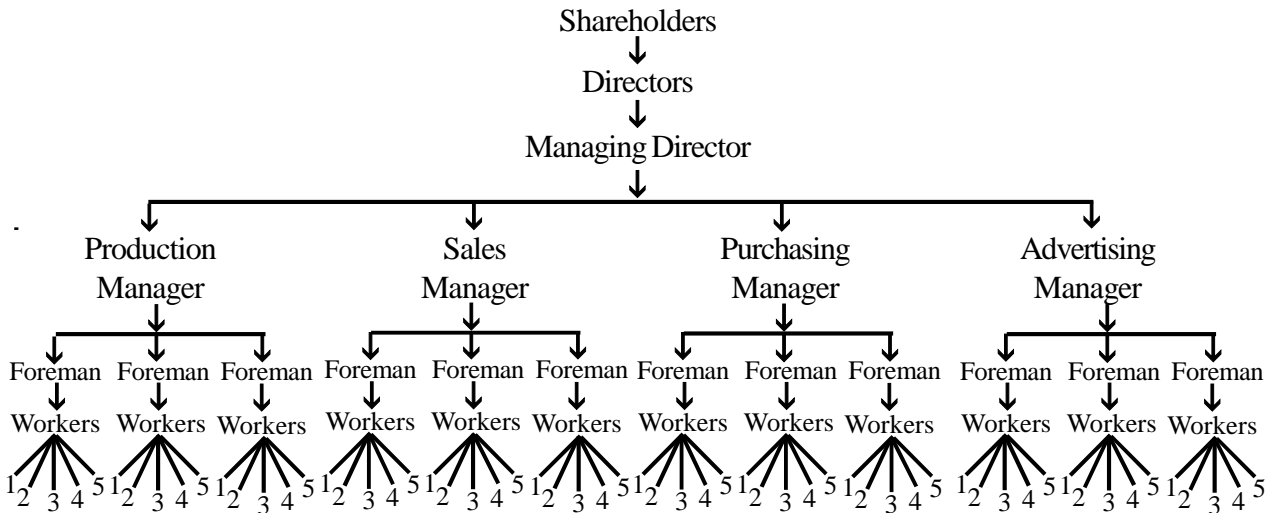 Shareholders
Directors
Managing Director
Production Sales Purchasing Advertising
Manager Manager Manager Manager
Foreman Foreman Foreman Foreman Foreman Foreman Foreman Foreman Foreman Foreman Foreman Foreman
Workers Workers Workers Workers Workers Workers Workers Workers Workers Workers Workers Workers
1 2 3 4 5 1 2 3 4 5 1 2 3 4 5 1 2 3 4 5 1 2 3 4 5 1 2 3 4 5 1 2 3 4 5 1 2 3 4 5 1 2 3 4 5 1 2 3 4 5 1 2 3 4 5 1 2 3 4 5